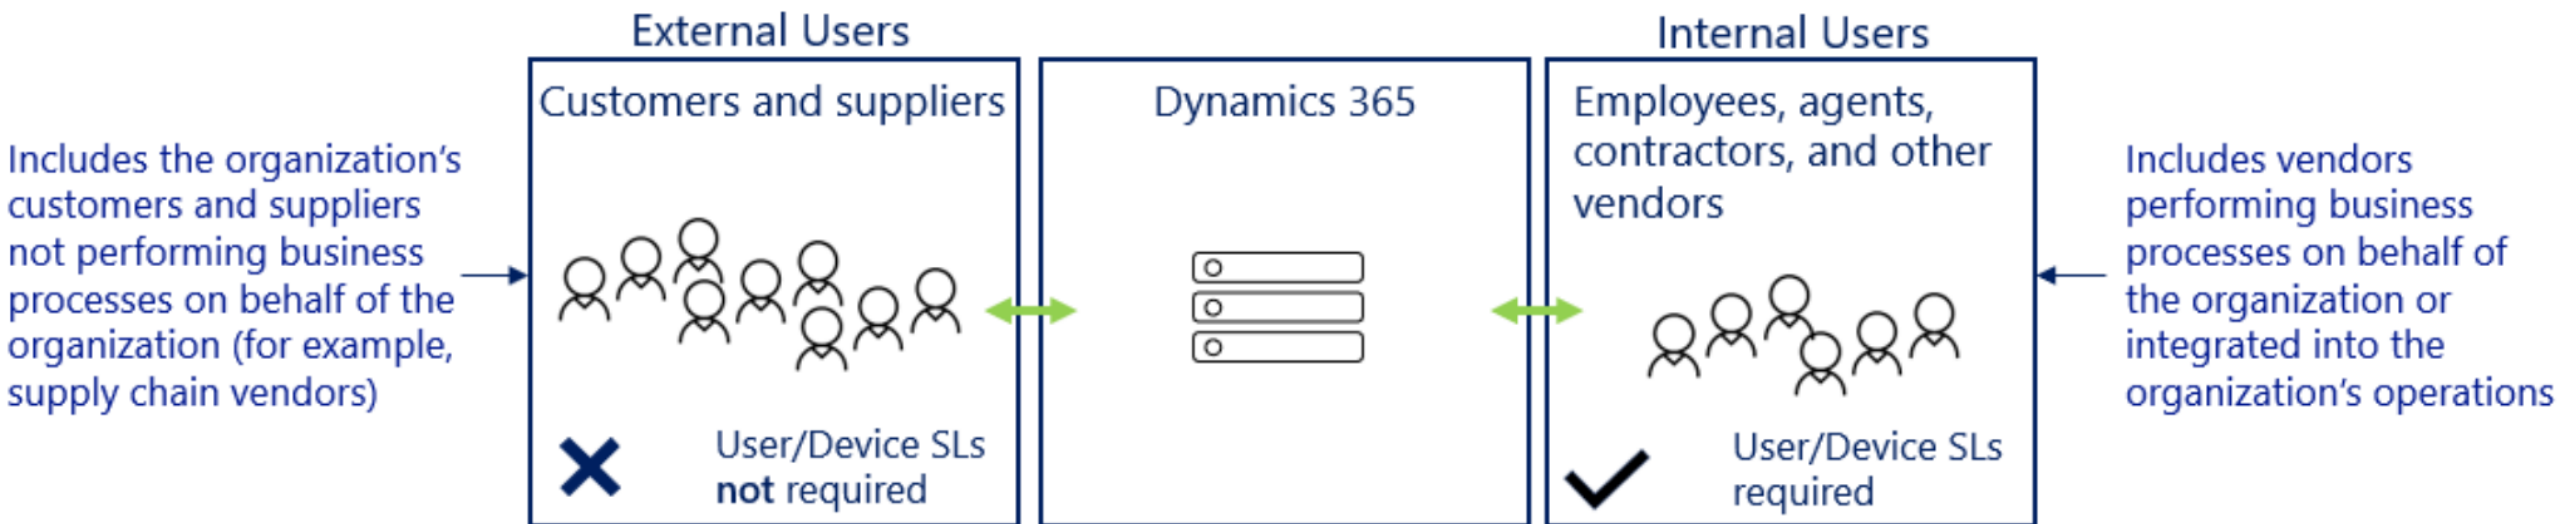 External Users
Internal Users
Includes the organization's
customers and suppliers
not performing business
processes on behalf of the
organization (for example,
supply chain vendors)
Customers and suppliers
User/Device SLs
not required
Dynamics 365
Employees, agents,
contractors, and other
vendors
User/Device SLs
required
Includes vendors
performing business
processes on behalf of
the organization or
integrated into the
organization's operations